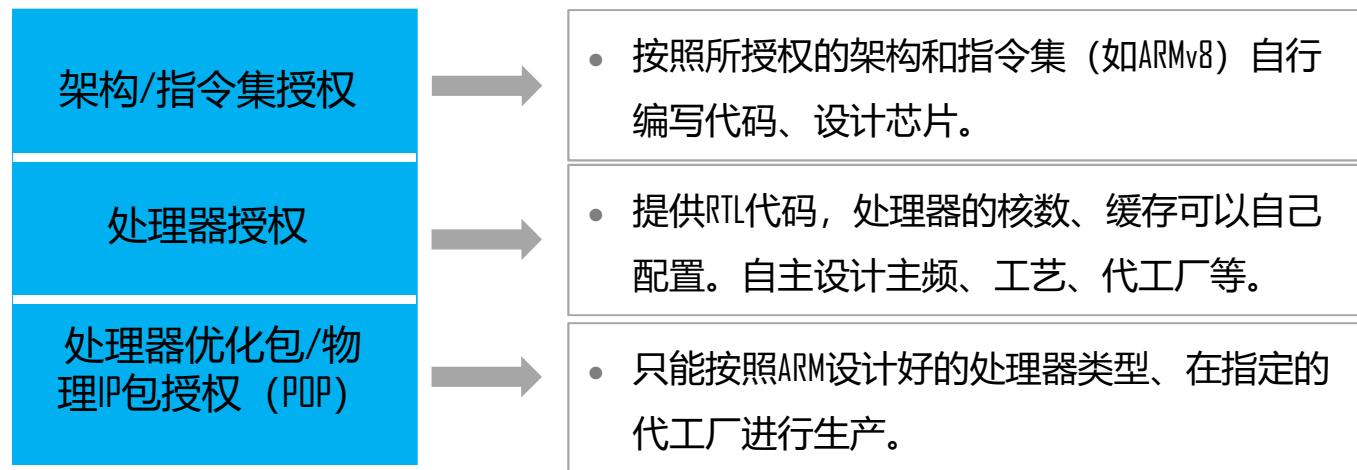 架构/指令集授权
按照所授权的架构和指令集（如ARMv8）自行
编写代码、设计芯片。
处理器授权
提供RTL代码，处理器的核数、缓存可以自己
配置。自主设计主频、工艺、代工厂等。
处理器优化包/物
理IP包授权（POP）
只能按照ARM设计好的处理器类型、在指定的
代工厂进行生产。